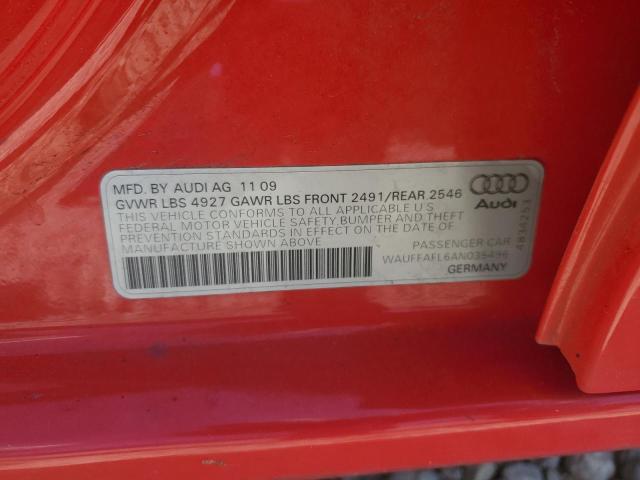 MFD. BY AUDI AG 11 09
GVWR LBS 4927 GAWR LBS FRONT 2491/REAR 2546
THIS VEHICLE CONFORMS TO ALL APPLICABLE U S
FEDERAL MOTOR VEHICLE SAFETY, BUMPER AND THEFT
PREVENTION STANDARDS IN EFFECT ON THE DATE OF
MANUFACTURE SHOWN ABOVE
Audi
4834253
PASSENGER CAR
WAUFFAFL6AN035496
GERMANY